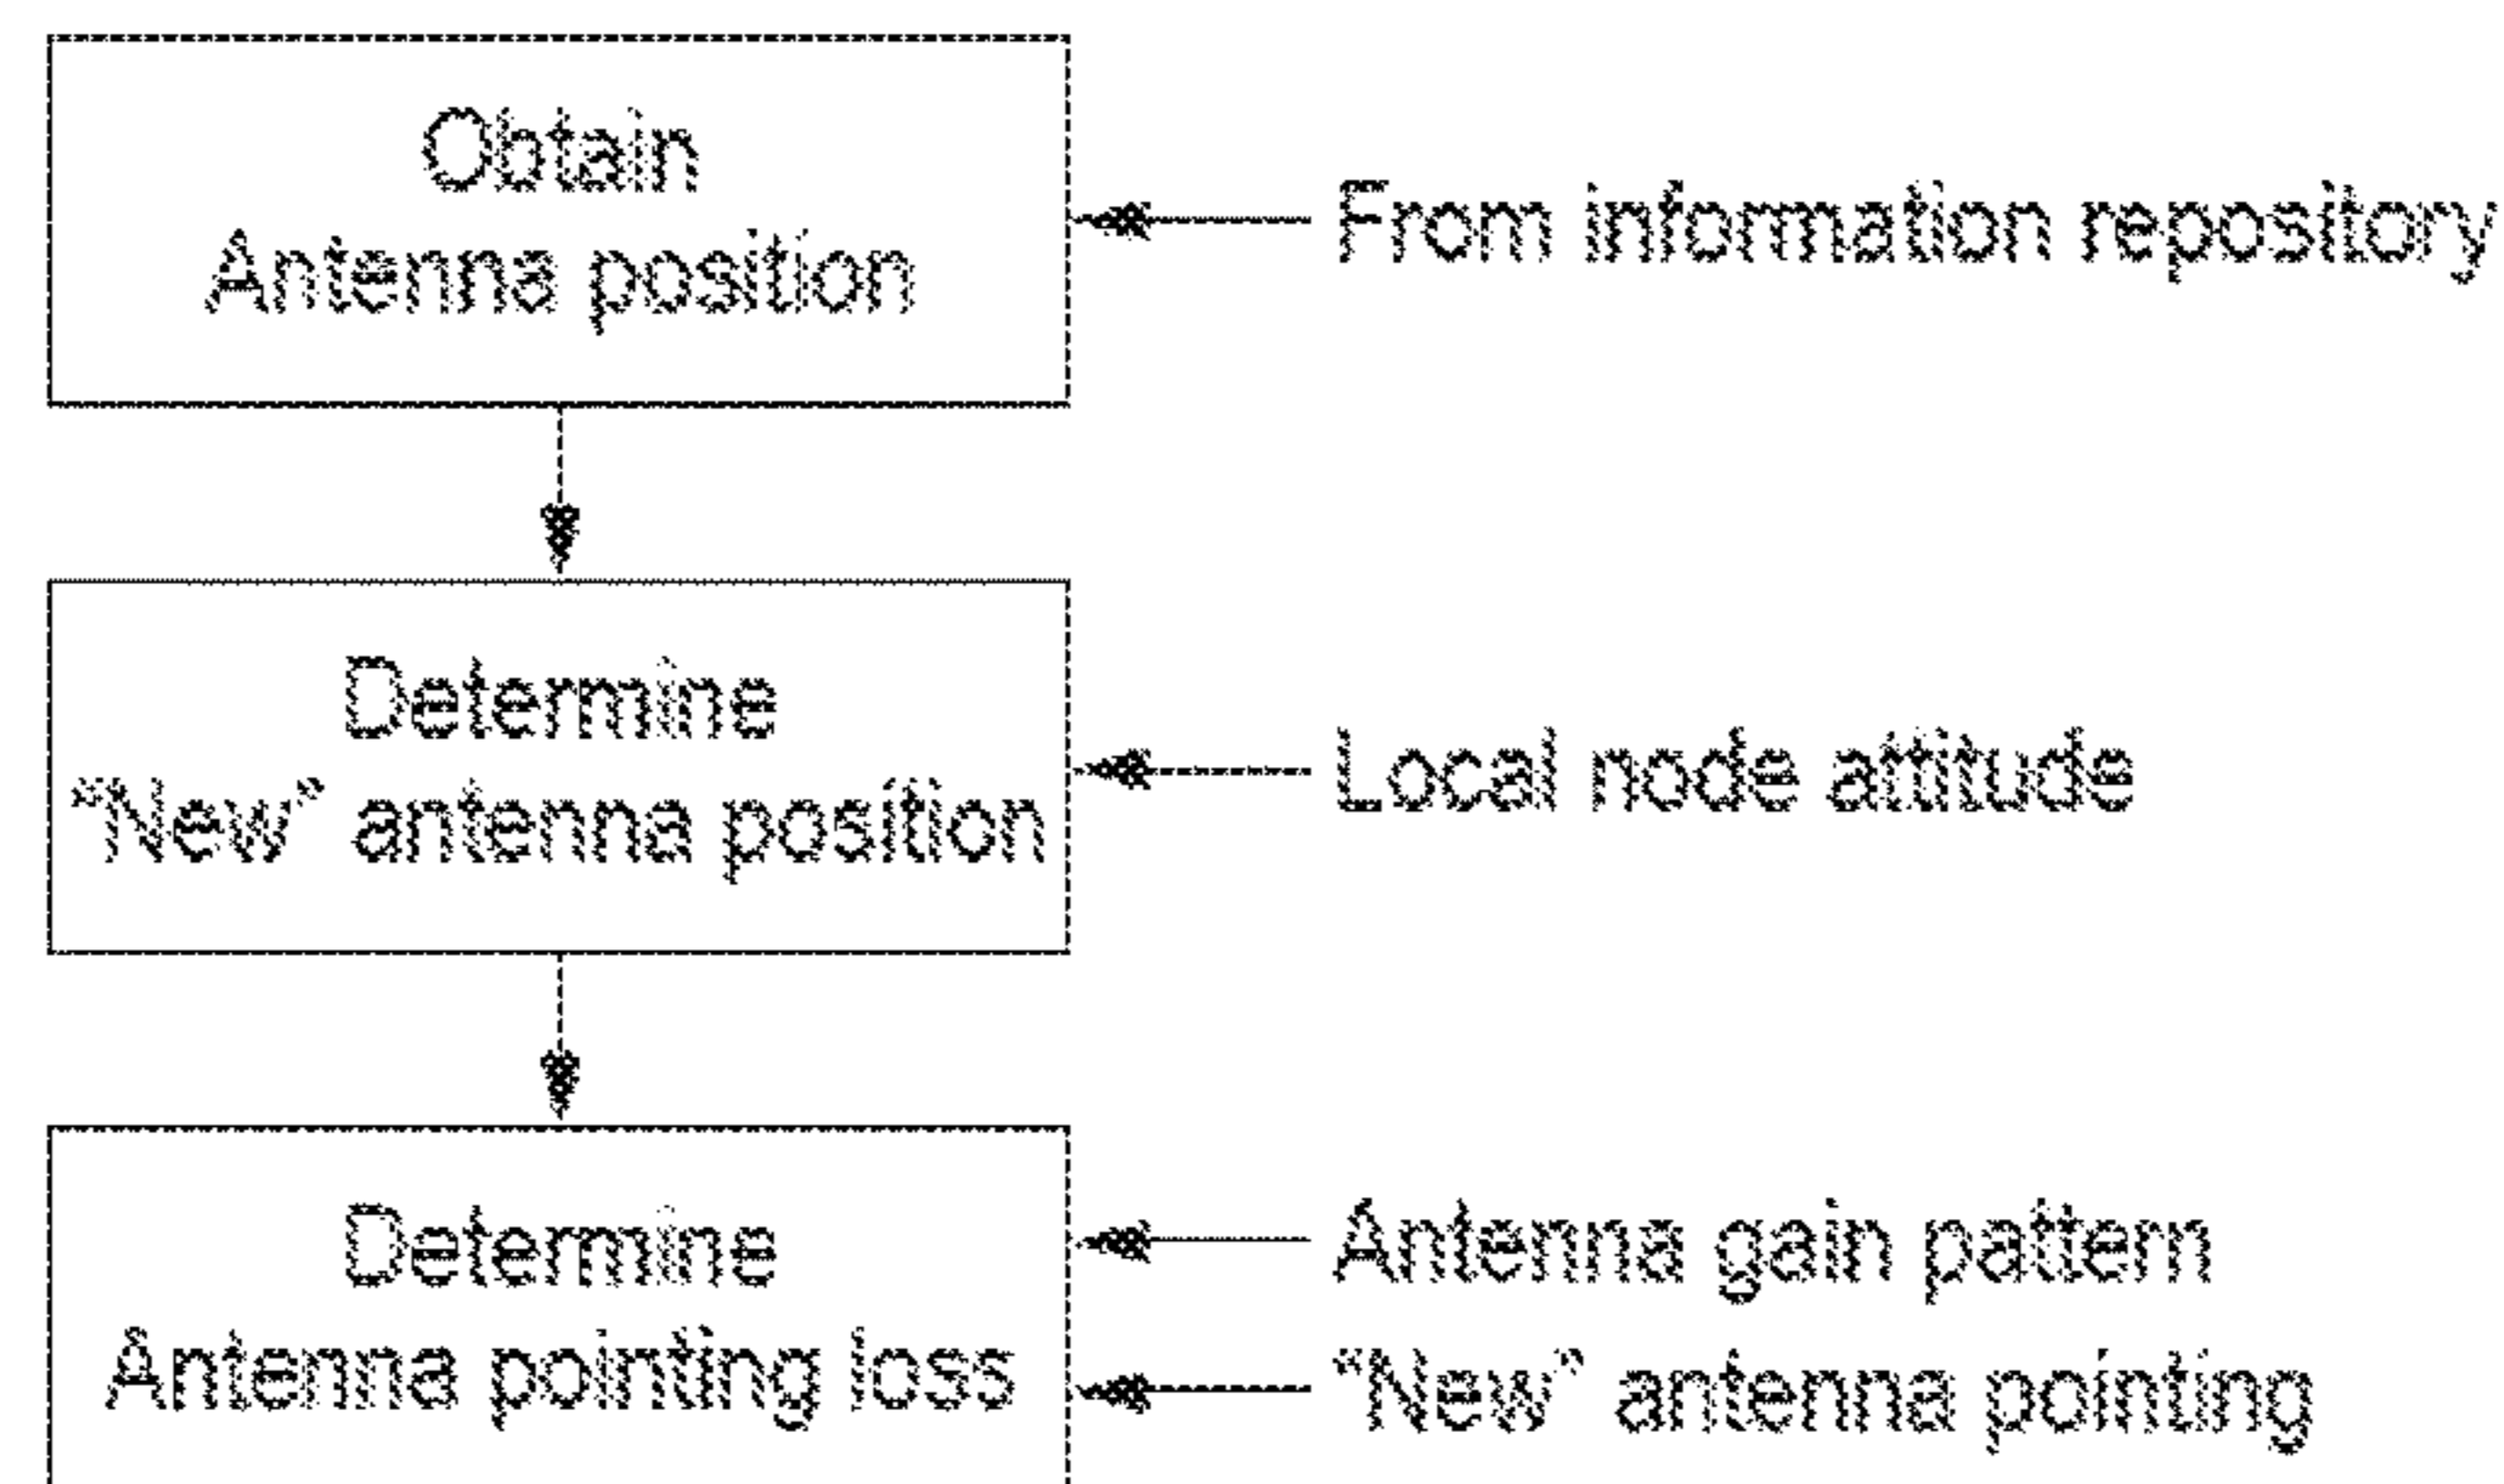 Obtain
Antenna position
From information repository
Determine
“New” antenna position
Local node attitude
Determine
Antenna pointing loss
Antenna gain pattern
“New” antenna pointing